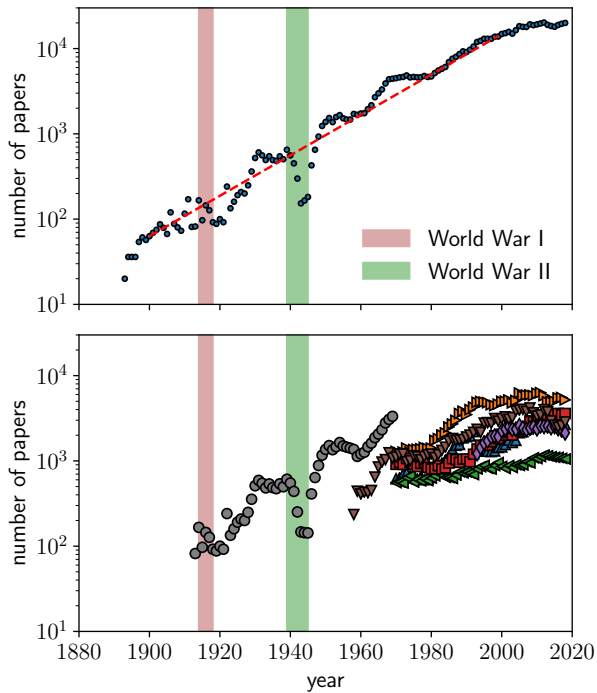 10^4
10^3
10^2
10^1
number of papers
World War I
World War II
10^4
10^3
10^2
10^1
number of papers
1880 1900 1920 1940 1960 1980 2000 2020
year